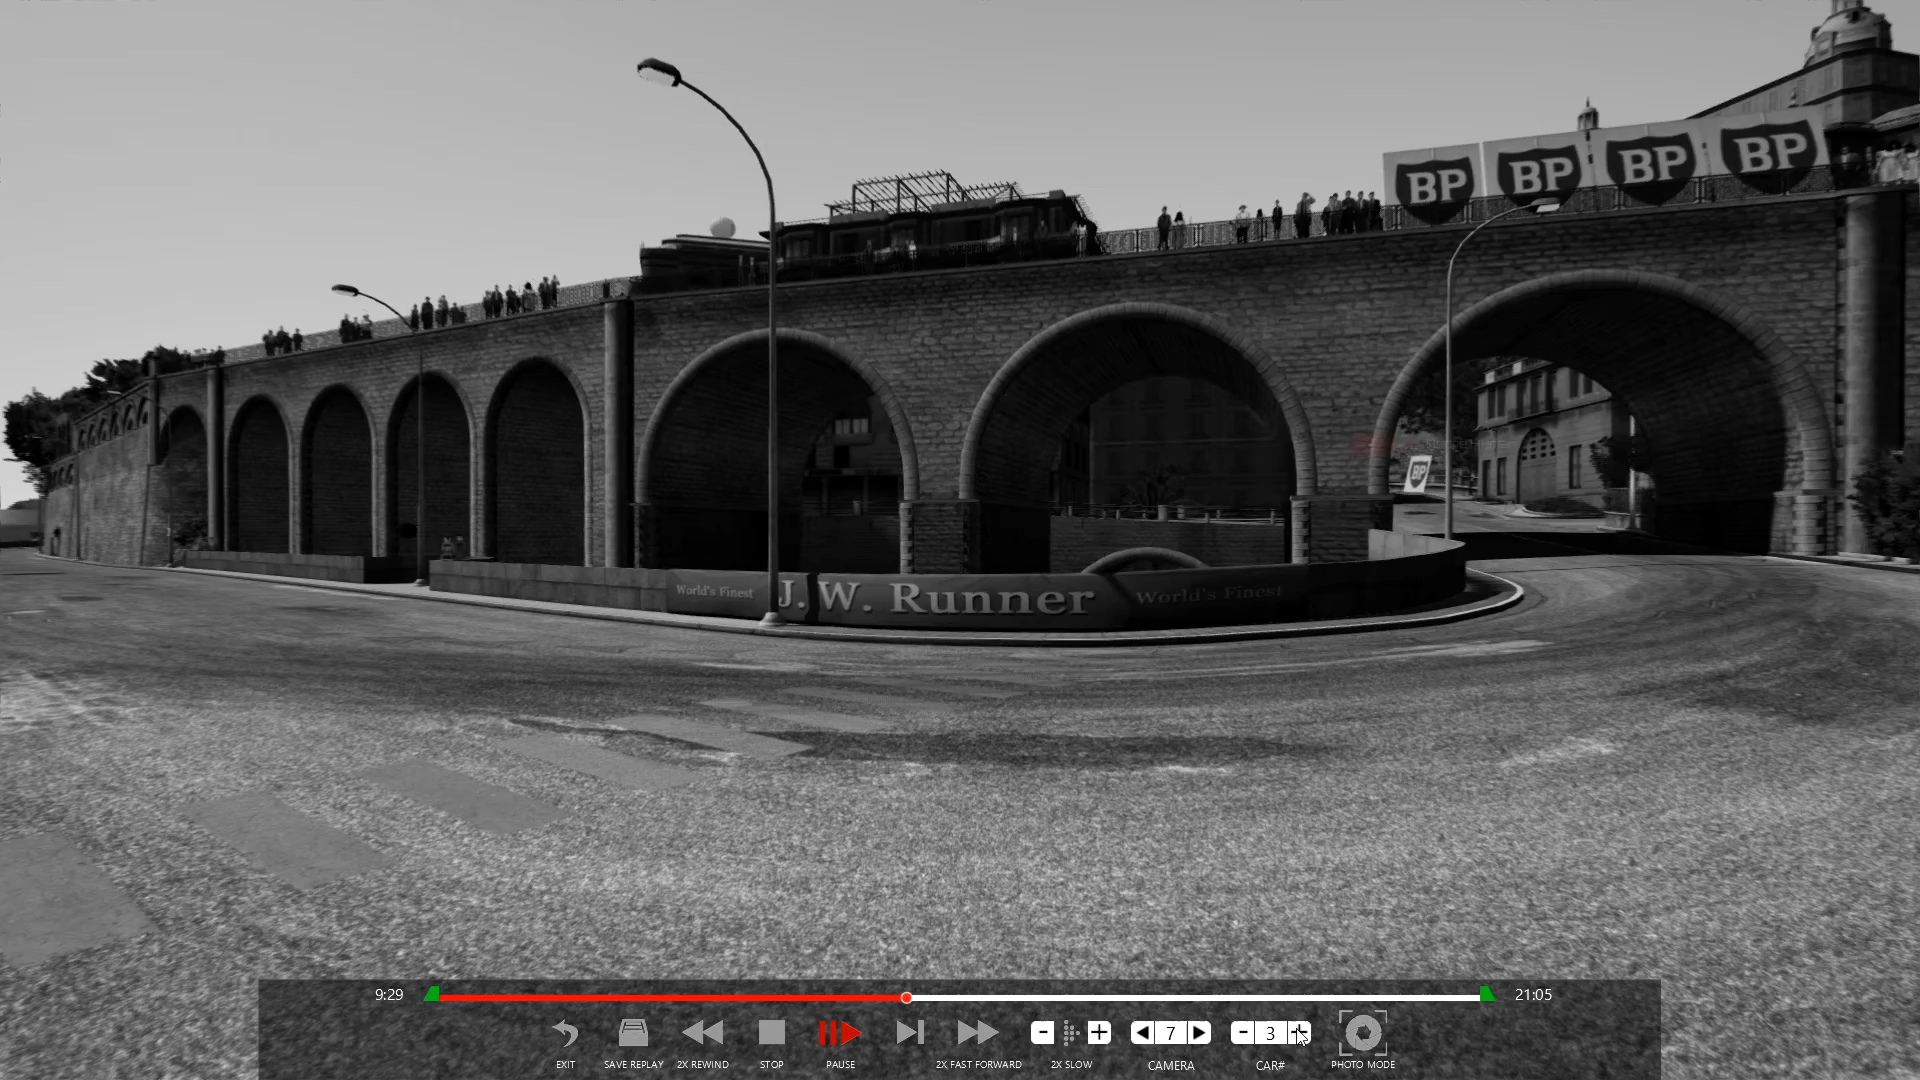 BP BP BP BP
BP
World's Finest J. W. Runner World's Finest
9:29 21:05
EXIT SAVE REPLAY 2X REWIND STOP PAUSE 2X FAST FORWARD - + 2X SLOW 7 CAMERA - 3 + CAR# PHOTO MODE